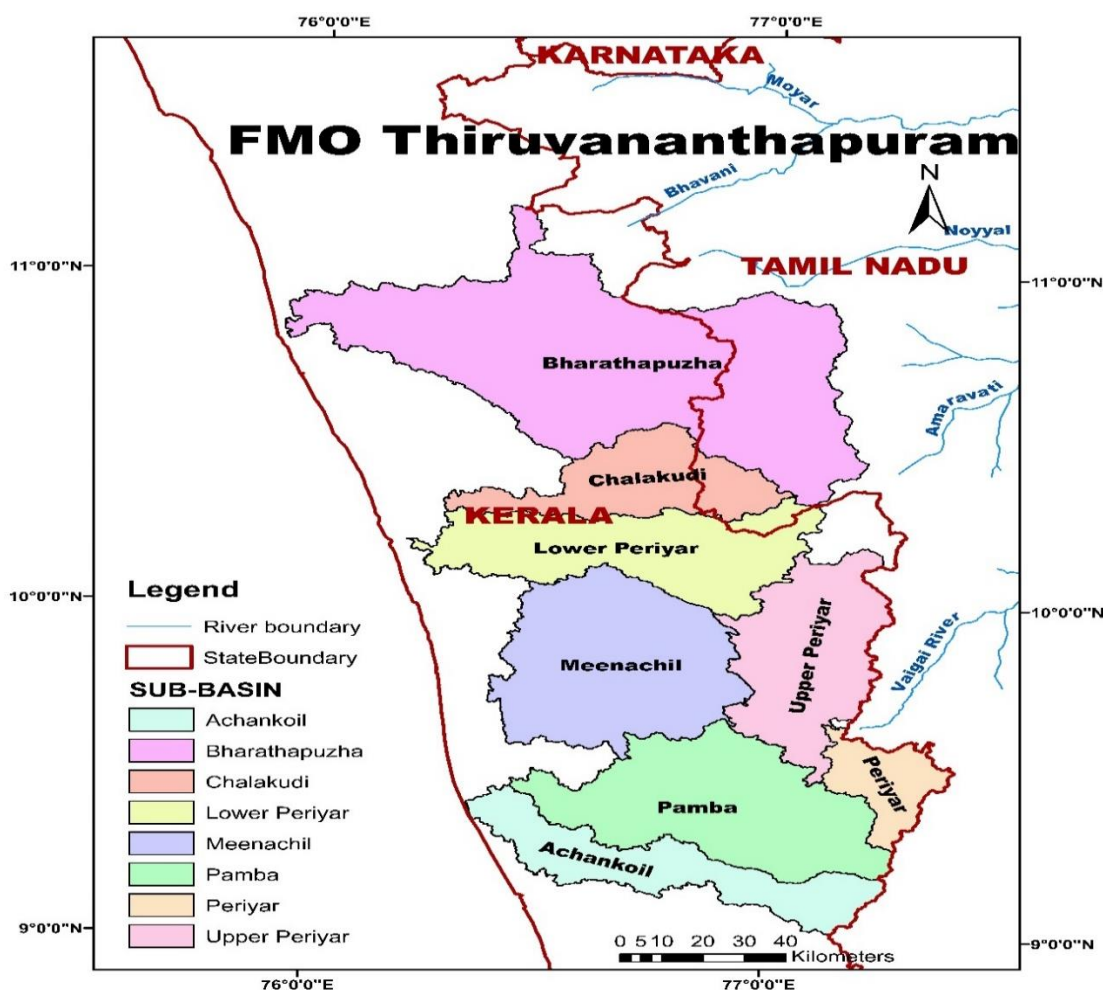 76°0'0"E
77°0'0"E
KARNATAKA
Moyar
FMO Thiruvananthapuram
Bhavani
N
Noyyal
11°0'0"N
TAMIL NADU
11°0'0"N
Bharathapuzha
Amaravati
Chalakudi
KERALA
Lower Periyar
Legend
10°0'0"N
10°0'0"N
River boundary
StateBoundary
Meenachil
Upper Periyar
Vaigai River
SUB-BASIN
Achankoil
Bharathapuzha
Chalakudi
Lower Periyar
Meenachil
Pamba
Periyar
Upper Periyar
Periyar
Pamba
Achankoil
9°0'0"N
9°0'0"N
0 5 10 20 30 40
Kilometers
76°0'0"E
77°0'0"E